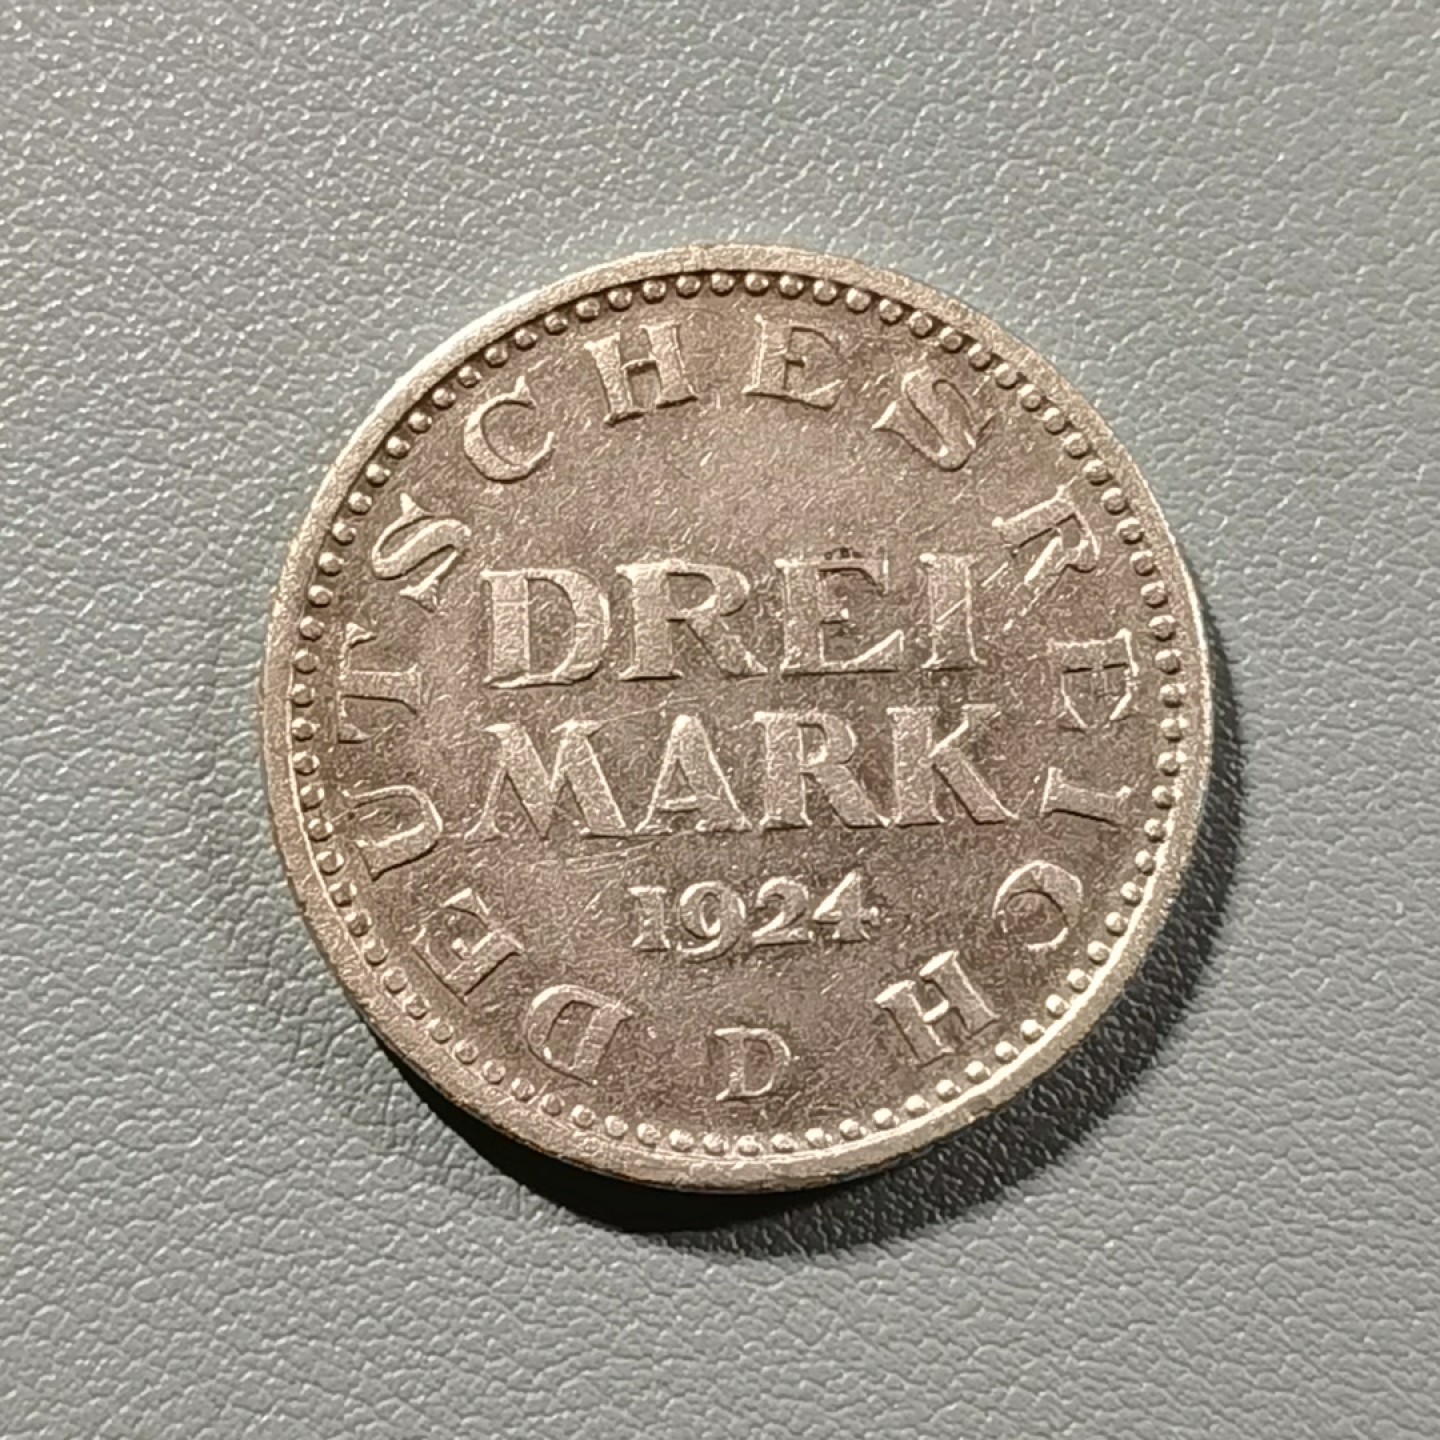 DEUTSCHES REICH
DREI
MARK
1924
D